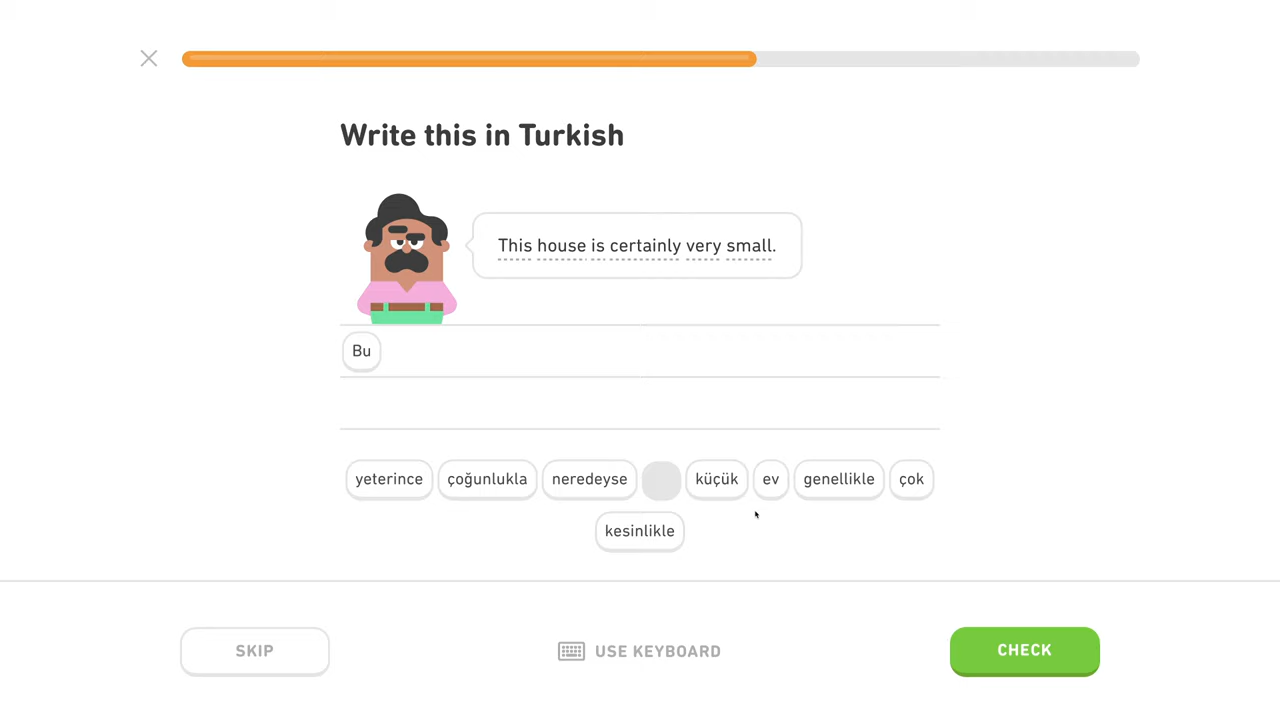 Write this in Turkish
This house is certainly very small.
Bu
yeterince çoğunlukla neredeyse küçük ev genellikle çok
kesinlikle
SKIP USE KEYBOARD CHECK